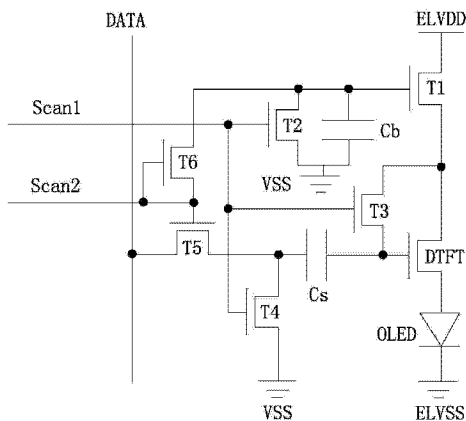 DATA
ELVDD
T1
Scan1
T2
Cb
T6
VSS
Scan2
T3
T5
DTFT
Cs
T4
OLED
VSS
ELVSS